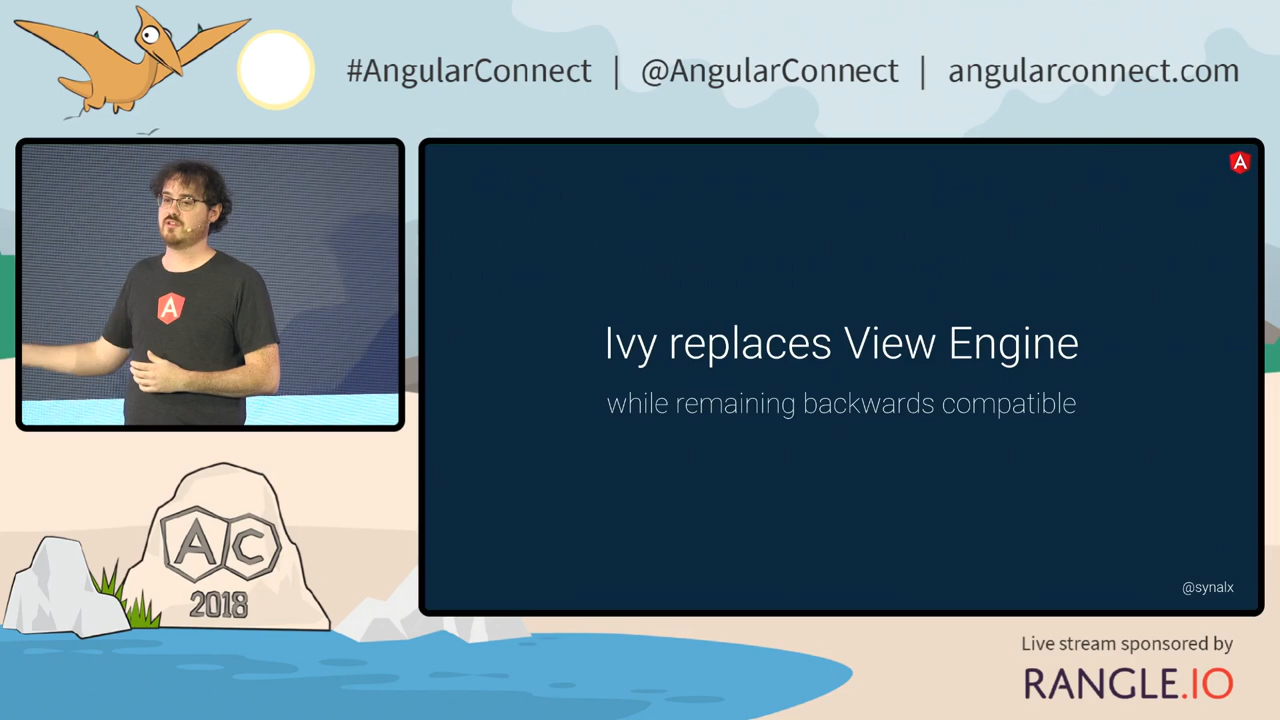 #AngularConnect | @AngularConnect | angularconnect.com
A
A
Ivy replaces View Engine
while remaining backwards compatible
@synalx
AC
2018
Live stream sponsored by
RANGLE.IO